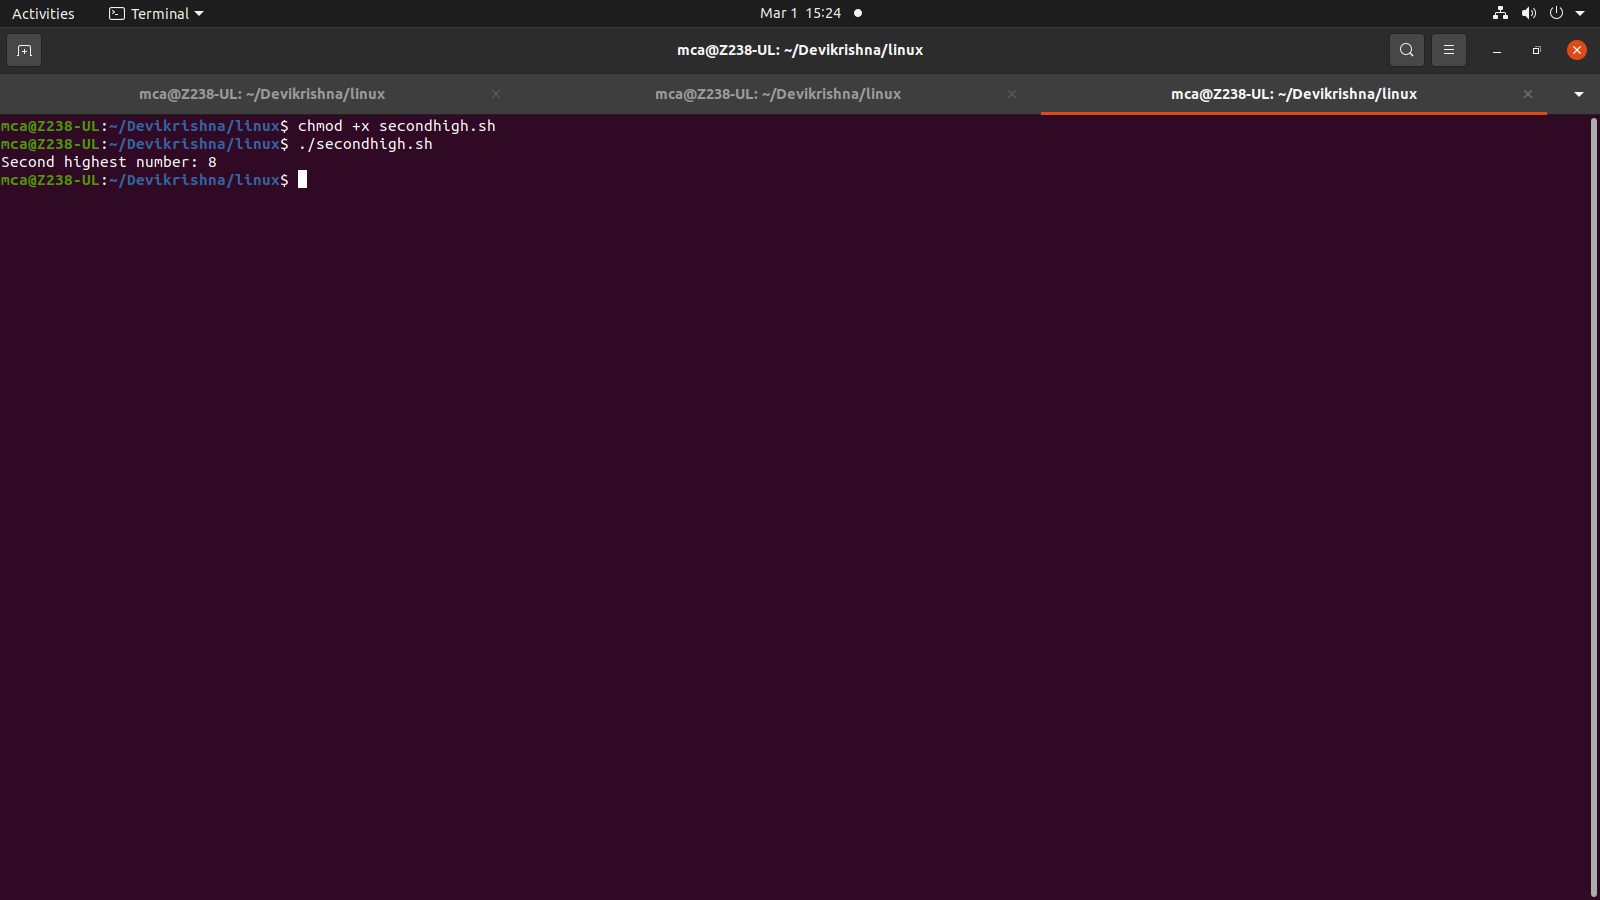 Activities Terminal Mar 1 15:24
mca@Z238-UL: ~/Devikrishna/linux
mca@Z238-UL: ~/Devikrishna/linux mca@Z238-UL: ~/Devikrishna/linux mca@Z238-UL: ~/Devikrishna/linux
mca@Z238-UL:~/Devikrishna/linux$ chmod +x secondhigh.sh
mca@Z238-UL:~/Devikrishna/linux$ ./secondhigh.sh
Second highest number: 8
mca@Z238-UL:~/Devikrishna/linux$